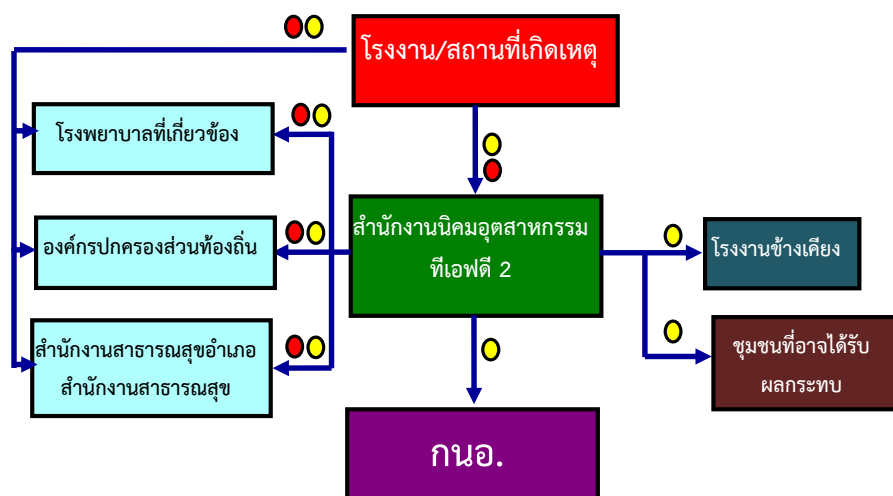 โรงงาน/สถานที่เกิดเหตุ
โรงพยาบาลที่เกี่ยวข้อง
องค์กรปกครองส่วนท้องถิ่น
สำนักงานสาธารณสุขอำเภอ
สำนักงานสาธารณสุข
สำนักงานนิคมอุตสาหกรรม
ทีเอฟดี 2
โรงงานข้างเคียง
ชุมชนที่อาจได้รับ
ผลกระทบ
กนอ.